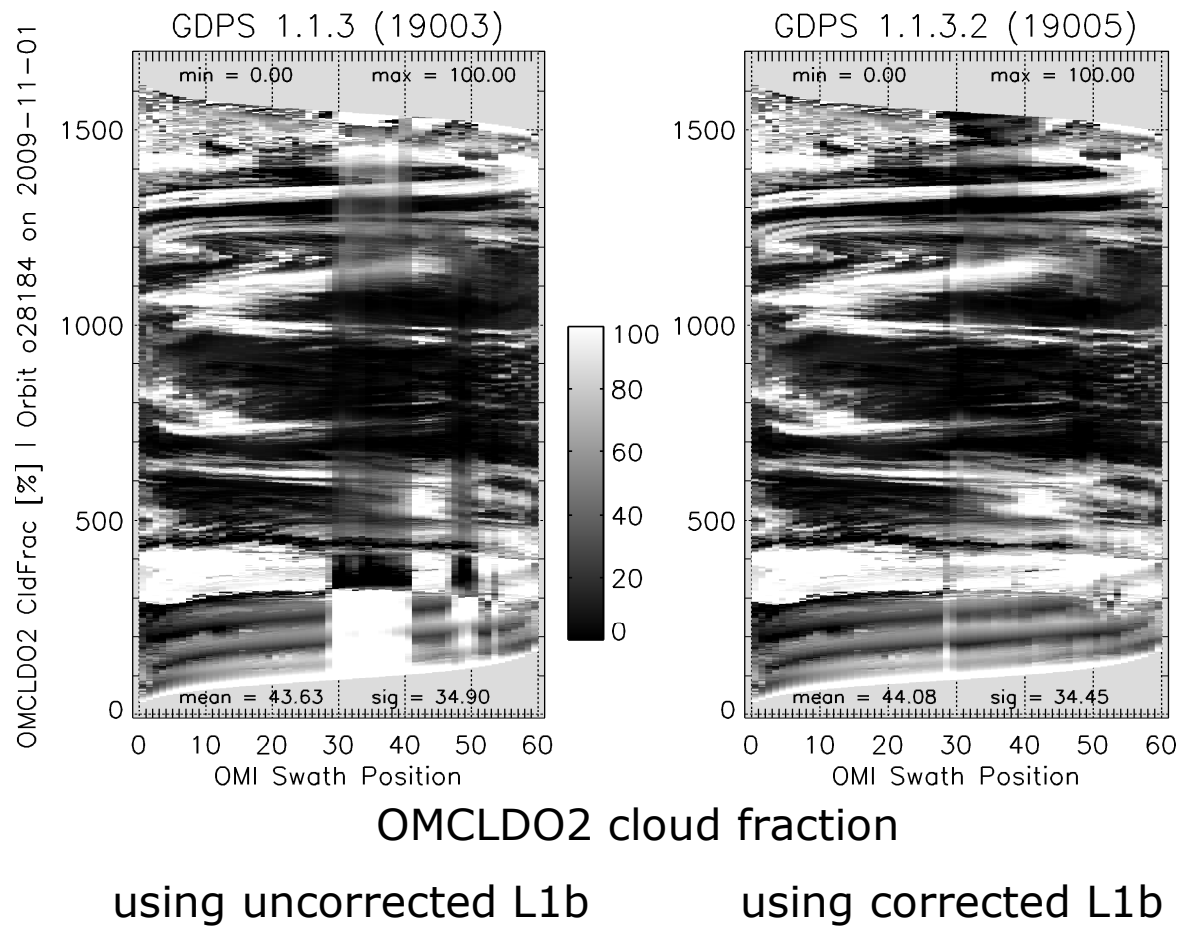 GDPS 1.1.3 (19003)
GDPS 1.1.3.2 (19005)
OMCLDO2 CldFrac [%] | Orbit o28184 on 2009-11-01
min = 0.00 max = 100.00
min = 0.00 max = 100.00
1500
1000
500
0
1500
1000
500
0
100
80
60
40
20
0
mean = 43.63 sig = 34.90
mean = 44.08 sig = 34.45
0 10 20 30 40 50 60
0 10 20 30 40 50 60
OMI Swath Position
OMI Swath Position
OMCLDO2 cloud fraction
using uncorrected L1b
using corrected L1b